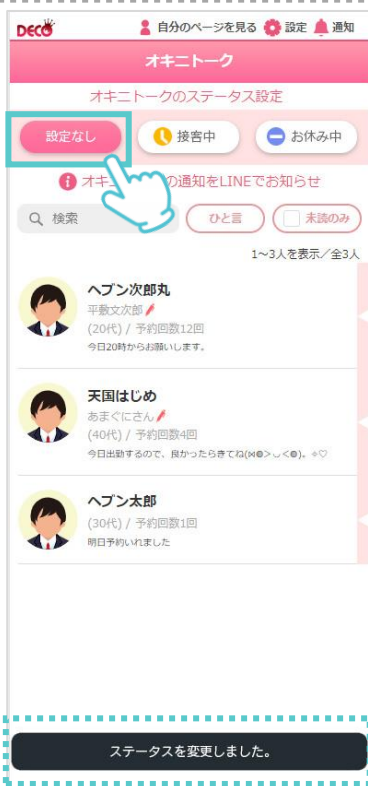 DECO 自分のページを見る 設定 通知
オキニトーク
オキニトークのステータス設定
設定なし 接客中 お休み中
オキニ の通知をLINEでお知らせ
検索 ひと言 未読のみ
1〜3人を表示／全3人
ヘブン次郎丸
平敷文次郎
(20代) / 予約回数12回
今日20時からお願いします。
天国はじめ
あまぐにさん
(40代) / 予約回数4回
今日出勤するので、良かったらきてね
ヘブン太郎
(30代) / 予約回数1回
明日予約いれました
ステータスを変更しました。